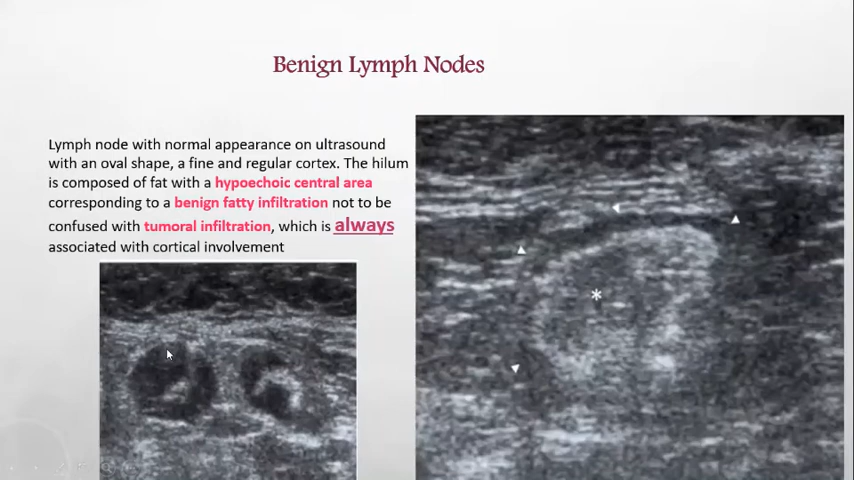 Benign Lymph Nodes
Lymph node with normal appearance on ultrasound
with an oval shape, a fine and regular cortex. The hilum
is composed of fat with a hypoechoic central area
corresponding to a benign fatty infiltration not to be
confused with tumoral infiltration, which is always
associated with cortical involvement
*